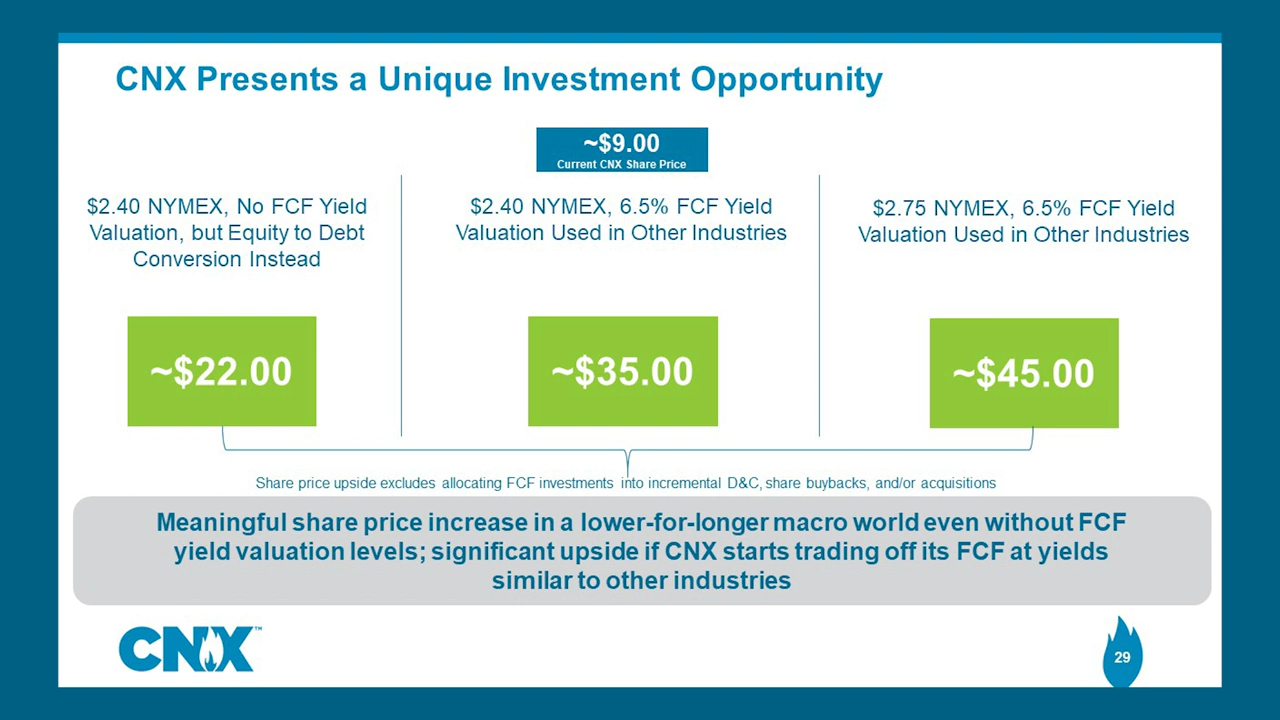 CNX Presents a Unique Investment Opportunity
~$9.00
Current CNX Share Price
$2.40 NYMEX, No FCF Yield
Valuation, but Equity to Debt
Conversion Instead
~$22.00
$2.40 NYMEX, 6.5% FCF Yield
Valuation Used in Other Industries
~$35.00
$2.75 NYMEX, 6.5% FCF Yield
Valuation Used in Other Industries
~$45.00
Share price upside excludes allocating FCF investments into incremental D&C, share buybacks, and/or acquisitions
Meaningful share price increase in a lower-for-longer macro world even without FCF
yield valuation levels; significant upside if CNX starts trading off its FCF at yields
similar to other industries
CNX™
29